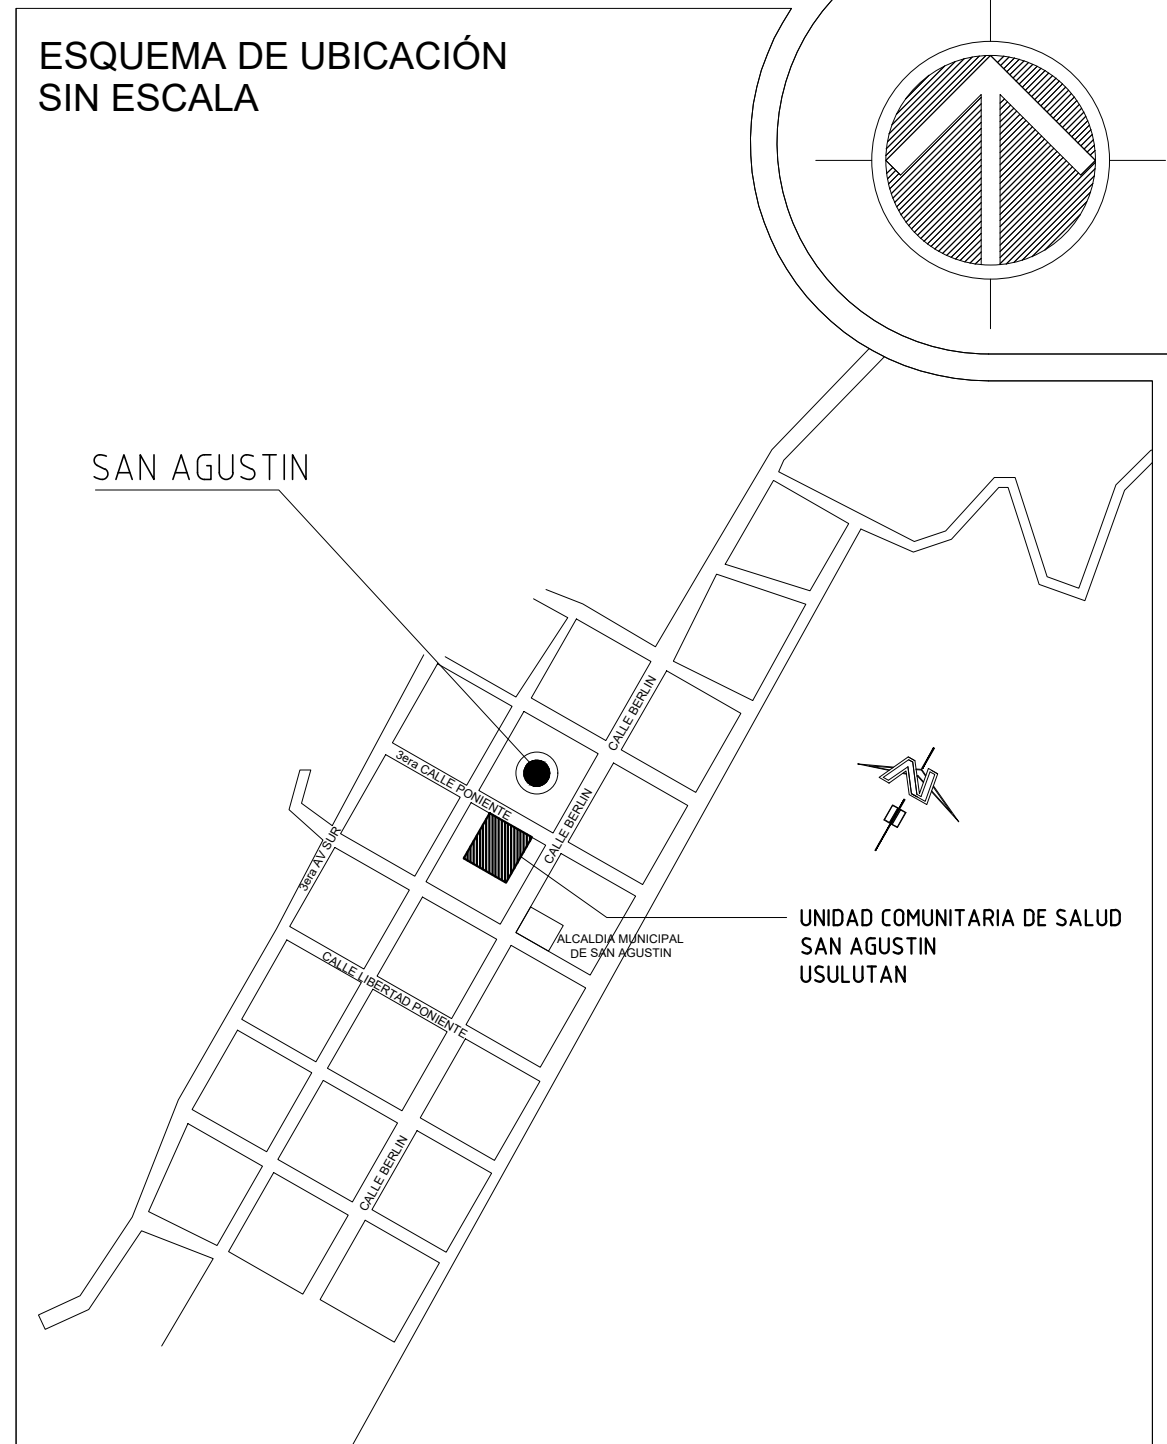 ESQUEMA DE UBICACIÓN
SIN ESCALA
SAN AGUSTIN
CALLE BERLIN
3era CALLE PONIENTE
CALLE BERLIN
3era AV SUR
UNIDAD COMUNITARIA DE SALUD
SAN AGUSTIN
USULUTAN
ALCALDIA MUNICIPAL
DE SAN AGUSTIN
CALLE LIBERTAD PONIENTE
CALLE BERLIN
N